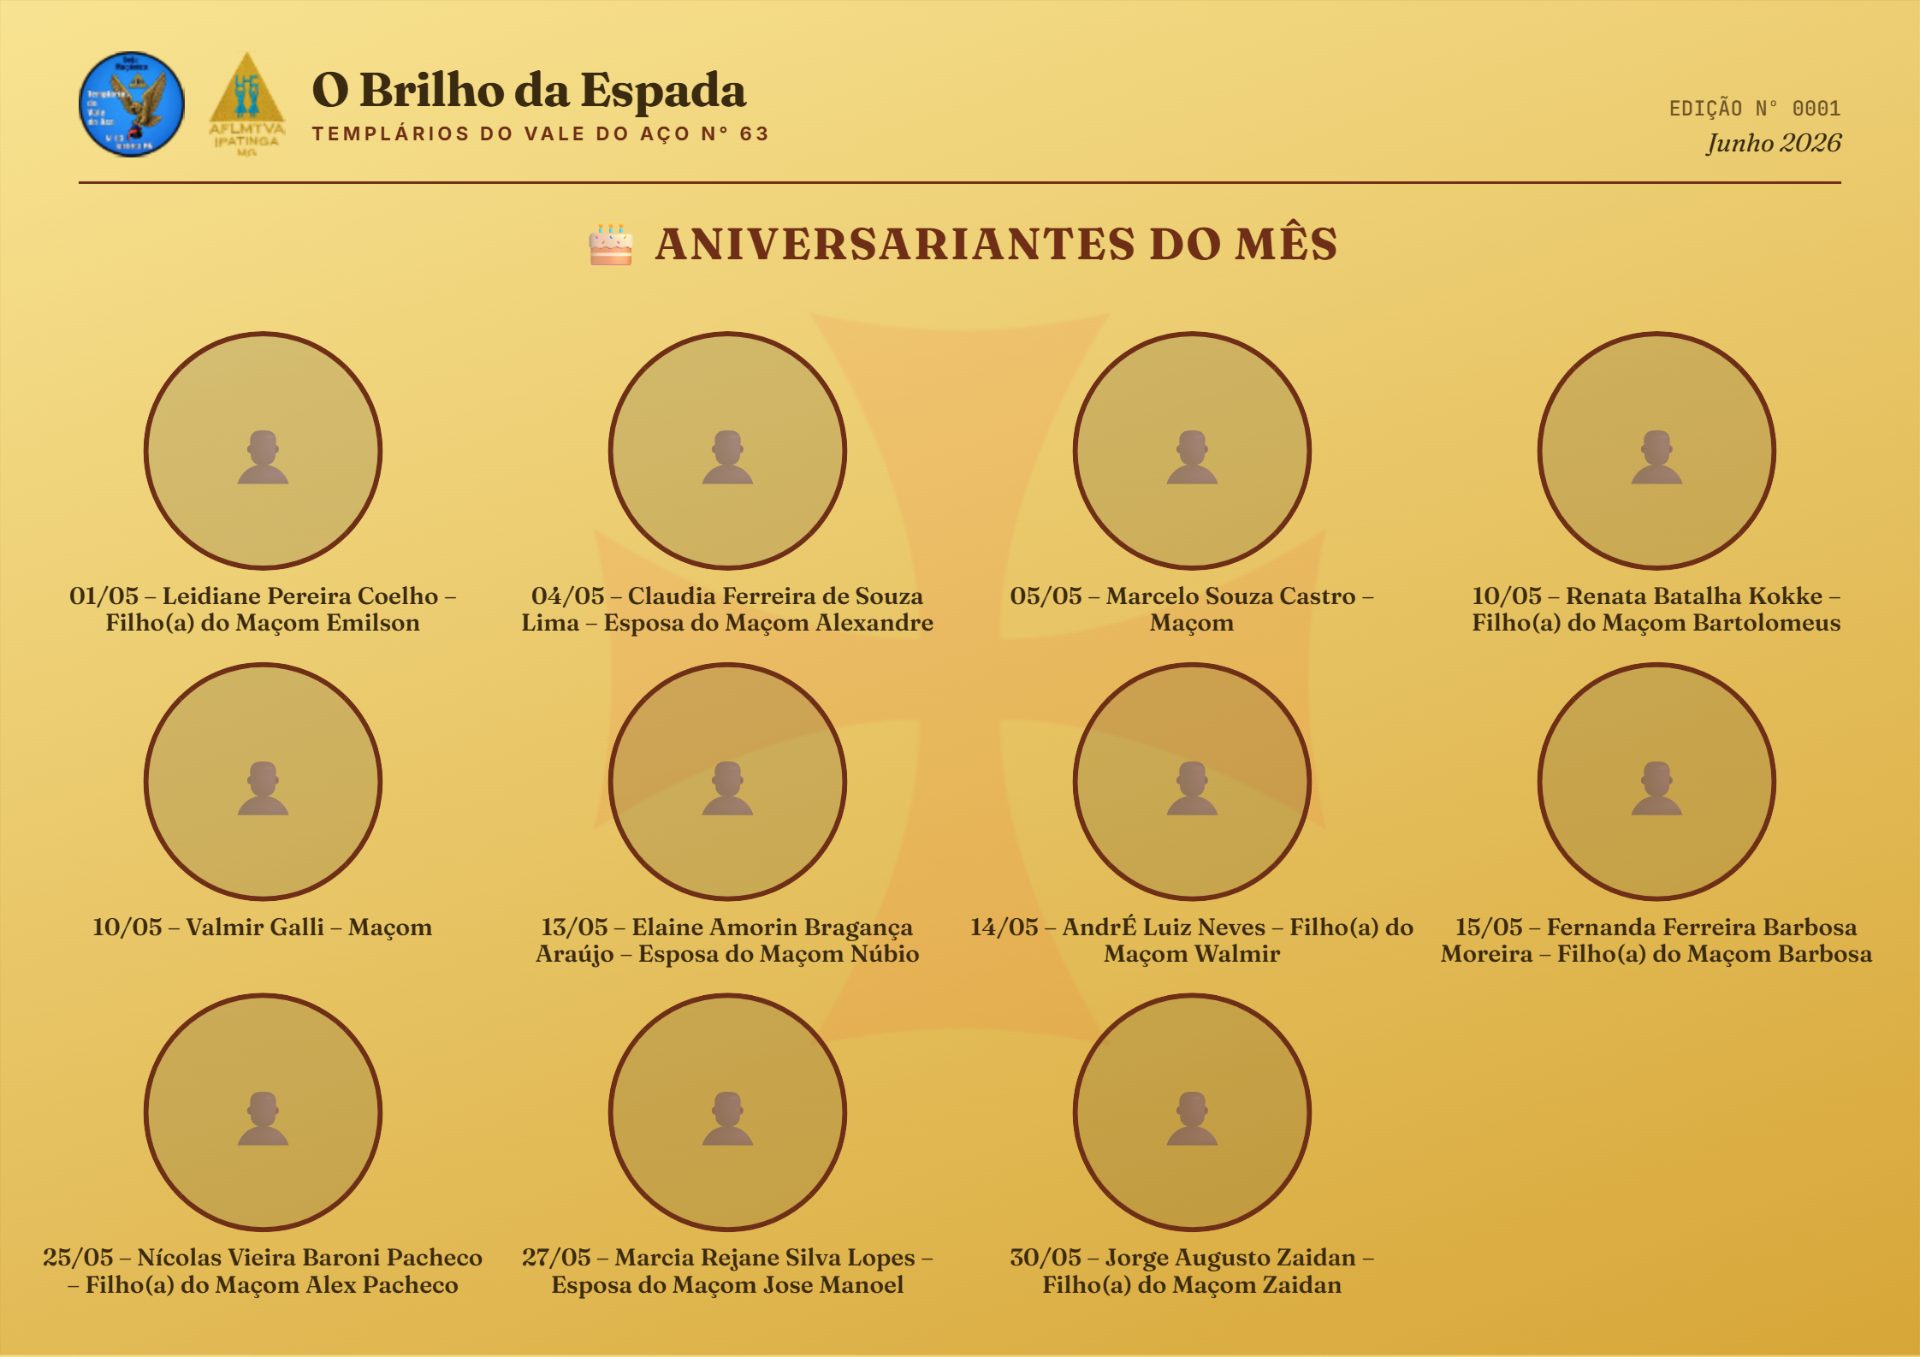 Templários
do
Vale
do Aço
AFLMTVA
IPATINGA
MG
O Brilho da Espada
TEMPLÁRIOS DO VALE DO AÇO N° 63
EDIÇÃO N° 0001
Junho 2026
ANIVERSARIANTES DO MÊS
01/05 – Leidiane Pereira Coelho –
Filho(a) do Maçom Emilson
04/05 – Claudia Ferreira de Souza
Lima – Esposa do Maçom Alexandre
05/05 – Marcelo Souza Castro –
Maçom
10/05 – Renata Batalha Kokke –
Filho(a) do Maçom Bartolomeus
10/05 – Valmir Galli – Maçom
13/05 – Elaine Amorin Bragança
Araújo – Esposa do Maçom Núbio
14/05 – AndrÉ Luiz Neves – Filho(a) do
Maçom Walmir
15/05 – Fernanda Ferreira Barbosa
Moreira – Filho(a) do Maçom Barbosa
25/05 – Nícolas Vieira Baroni Pacheco
– Filho(a) do Maçom Alex Pacheco
27/05 – Marcia Rejane Silva Lopes –
Esposa do Maçom Jose Manoel
30/05 – Jorge Augusto Zaidan –
Filho(a) do Maçom Zaidan